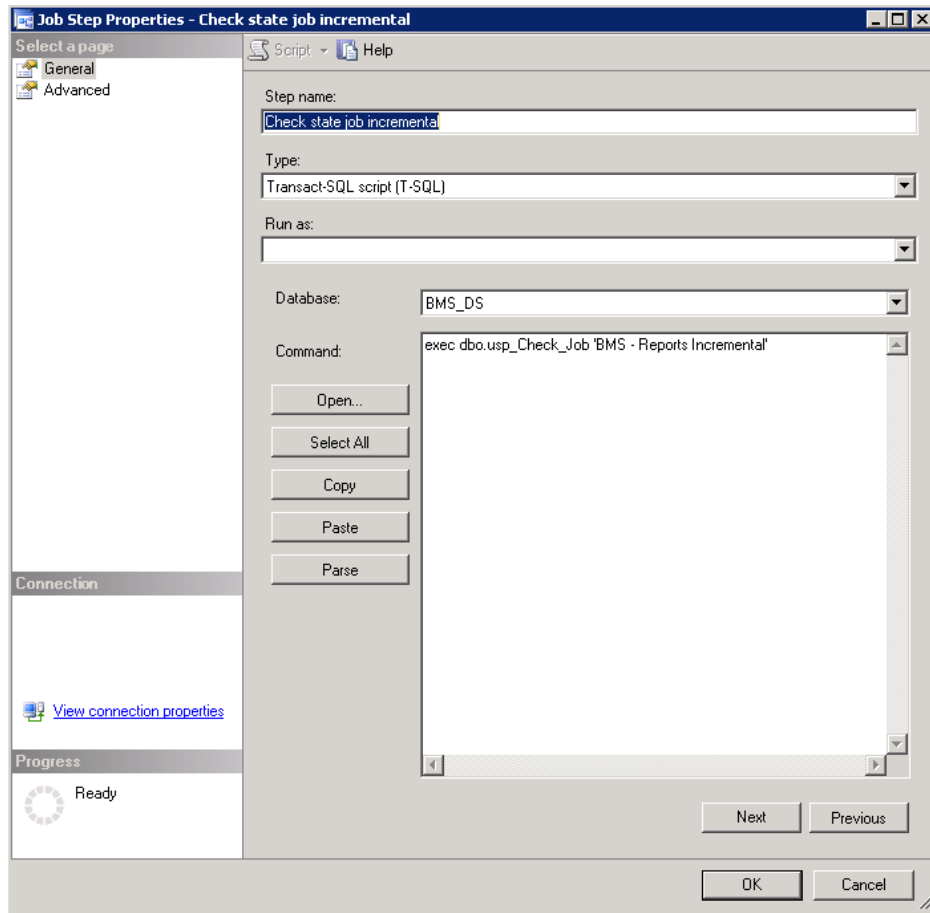 Job Step Properties - Check state job incremental
Select a page
General
Advanced
Script
Help
Step name:
Check state job incremental
Type:
Transact-SQL script (T-SQL)
Run as:
Database:
BMS_DS
Command:
exec dbo.usp_Check_Job 'BMS - Reports Incremental'
Open...
Select All
Copy
Paste
Parse
Connection
View connection properties
Progress
Ready
Next
Previous
OK
Cancel